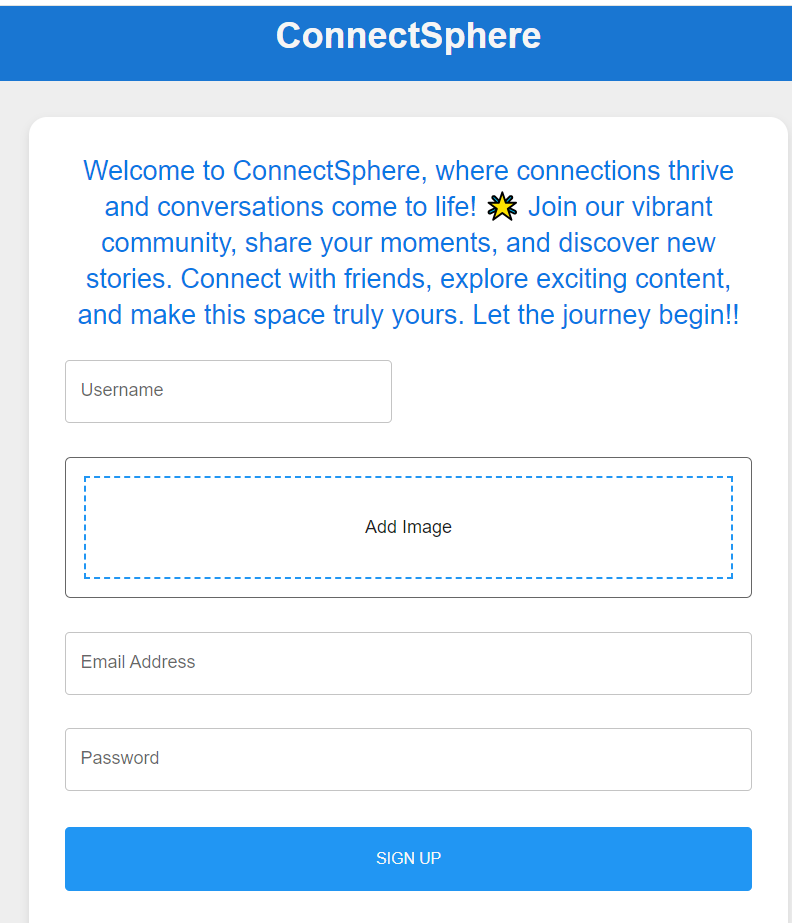 ConnectSphere
Welcome to ConnectSphere, where connections thrive
and conversations come to life! 🌟 Join our vibrant
community, share your moments, and discover new
stories. Connect with friends, explore exciting content,
and make this space truly yours. Let the journey begin!!
Username
Add Image
Email Address
Password
SIGN UP